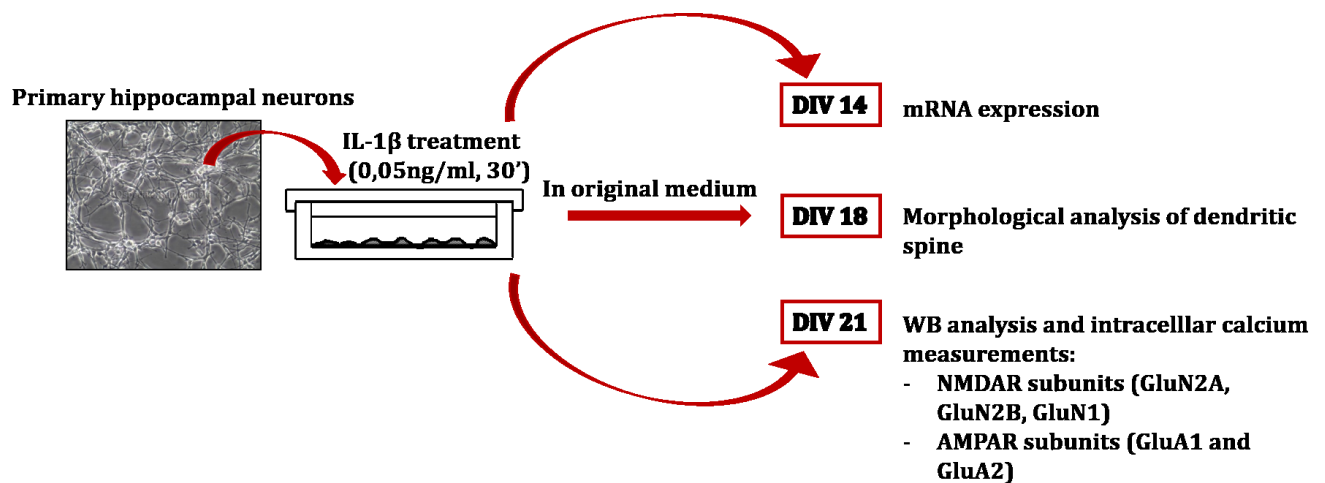 Primary hippocampal neurons
IL-1β treatment
(0,05ng/ml, 30’)
In original medium
DIV 14
mRNA expression
DIV 18
Morphological analysis of dendritic
spine
DIV 21
WB analysis and intracelllar calcium
measurements:
- NMDAR subunits (GluN2A,
GluN2B, GluN1)
- AMPAR subunits (GluA1 and
GluA2)